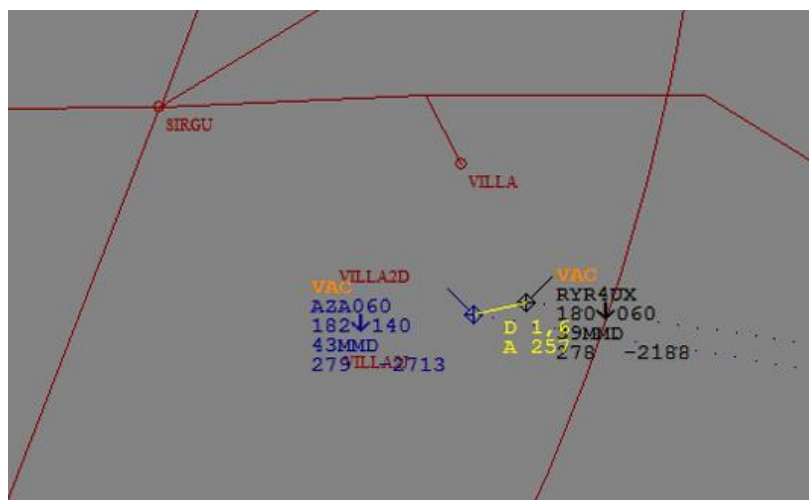 SIRGU
VILLA
VILLA2D
VAC
AZA060
182↓140
43MMD
279 -2713
VAC
RYR4UX
180↓060
39MMD
278 -2188
D 1,6
A 257